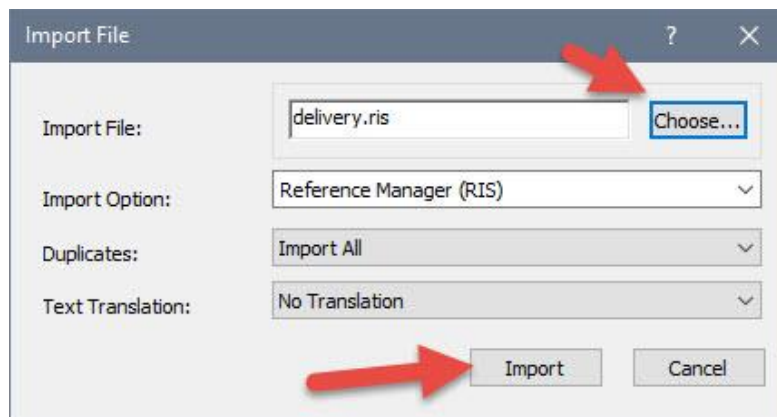 Import File
?
Import File: delivery.ris Choose...
Import Option: Reference Manager (RIS)
Duplicates: Import All
Text Translation: No Translation
Import Cancel